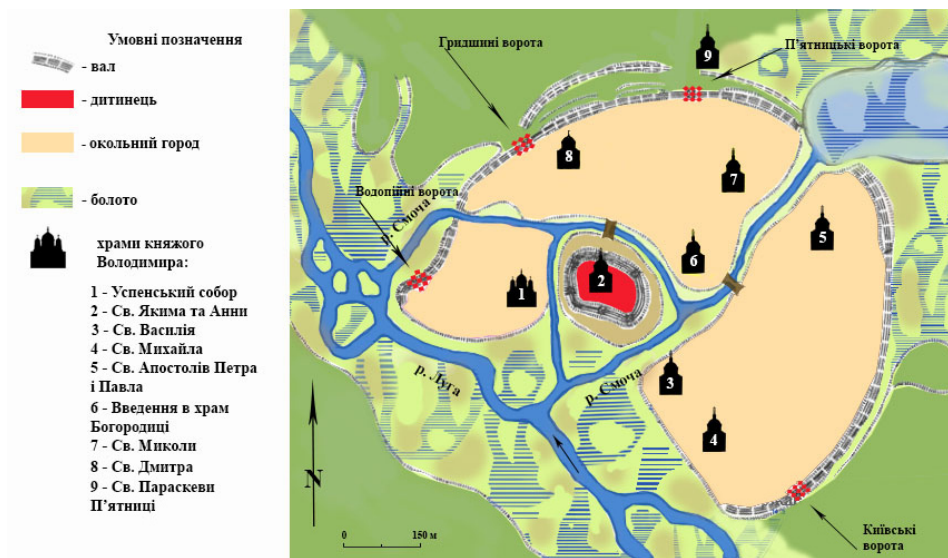 Умовні позначення
- вал
- дитинець
- окольний город
- болото
храми княжого
Володимира:
1 - Успенський собор
2 - Св. Якима та Анни
3 - Св. Василія
4 - Св. Михайла
5 - Св. Апостолів Петра
і Павла
6 - Введення в храм
Богородиці
7 - Св. Миколи
8 - Св. Дмитра
9 - Св. Параскеви
П'ятниці
Гридшині ворота
9
П'ятницькі ворота
8
7
Водопійні ворота
р. Смоча
5
6
2
1
р. Луга
р. Смоча
3
4
N
0 150 м
Київські
ворота